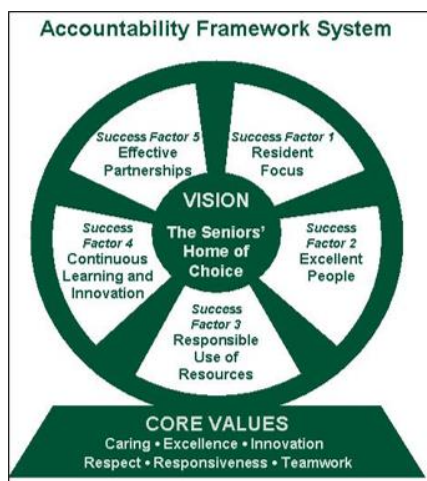 Accountability Framework System
Success Factor 5
Effective
Partnerships
Success Factor 1
Resident
Focus
VISION
The Seniors'
Home of
Choice
Success
Factor 4
Continuous
Learning and
Innovation
Success
Factor 2
Excellent
People
Success
Factor 3
Responsible
Use of
Resources
CORE VALUES
Caring • Excellence • Innovation
Respect • Responsiveness • Teamwork